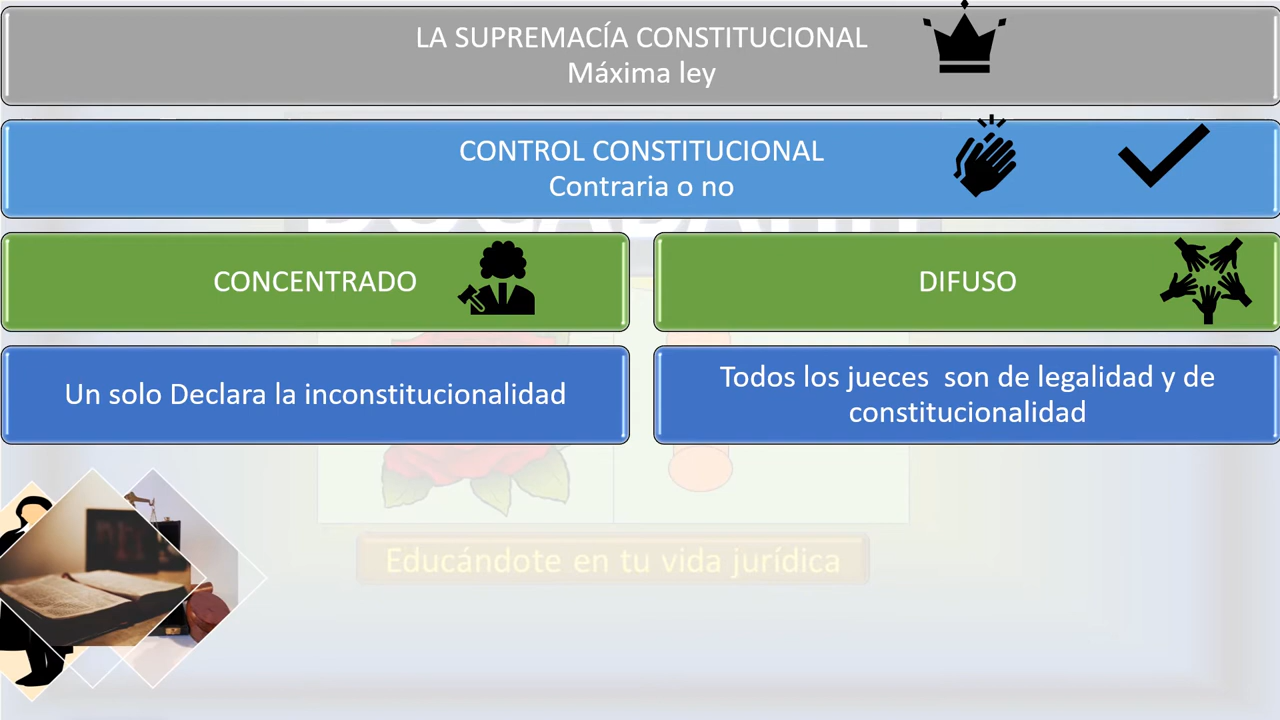 LA SUPREMACÍA CONSTITUCIONAL
Máxima ley
CONTROL CONSTITUCIONAL
Contraria o no
CONCENTRADO
DIFUSO
Un solo Declara la inconstitucionalidad
Todos los jueces son de legalidad y de
constitucionalidad
Educándote en tu vida jurídica